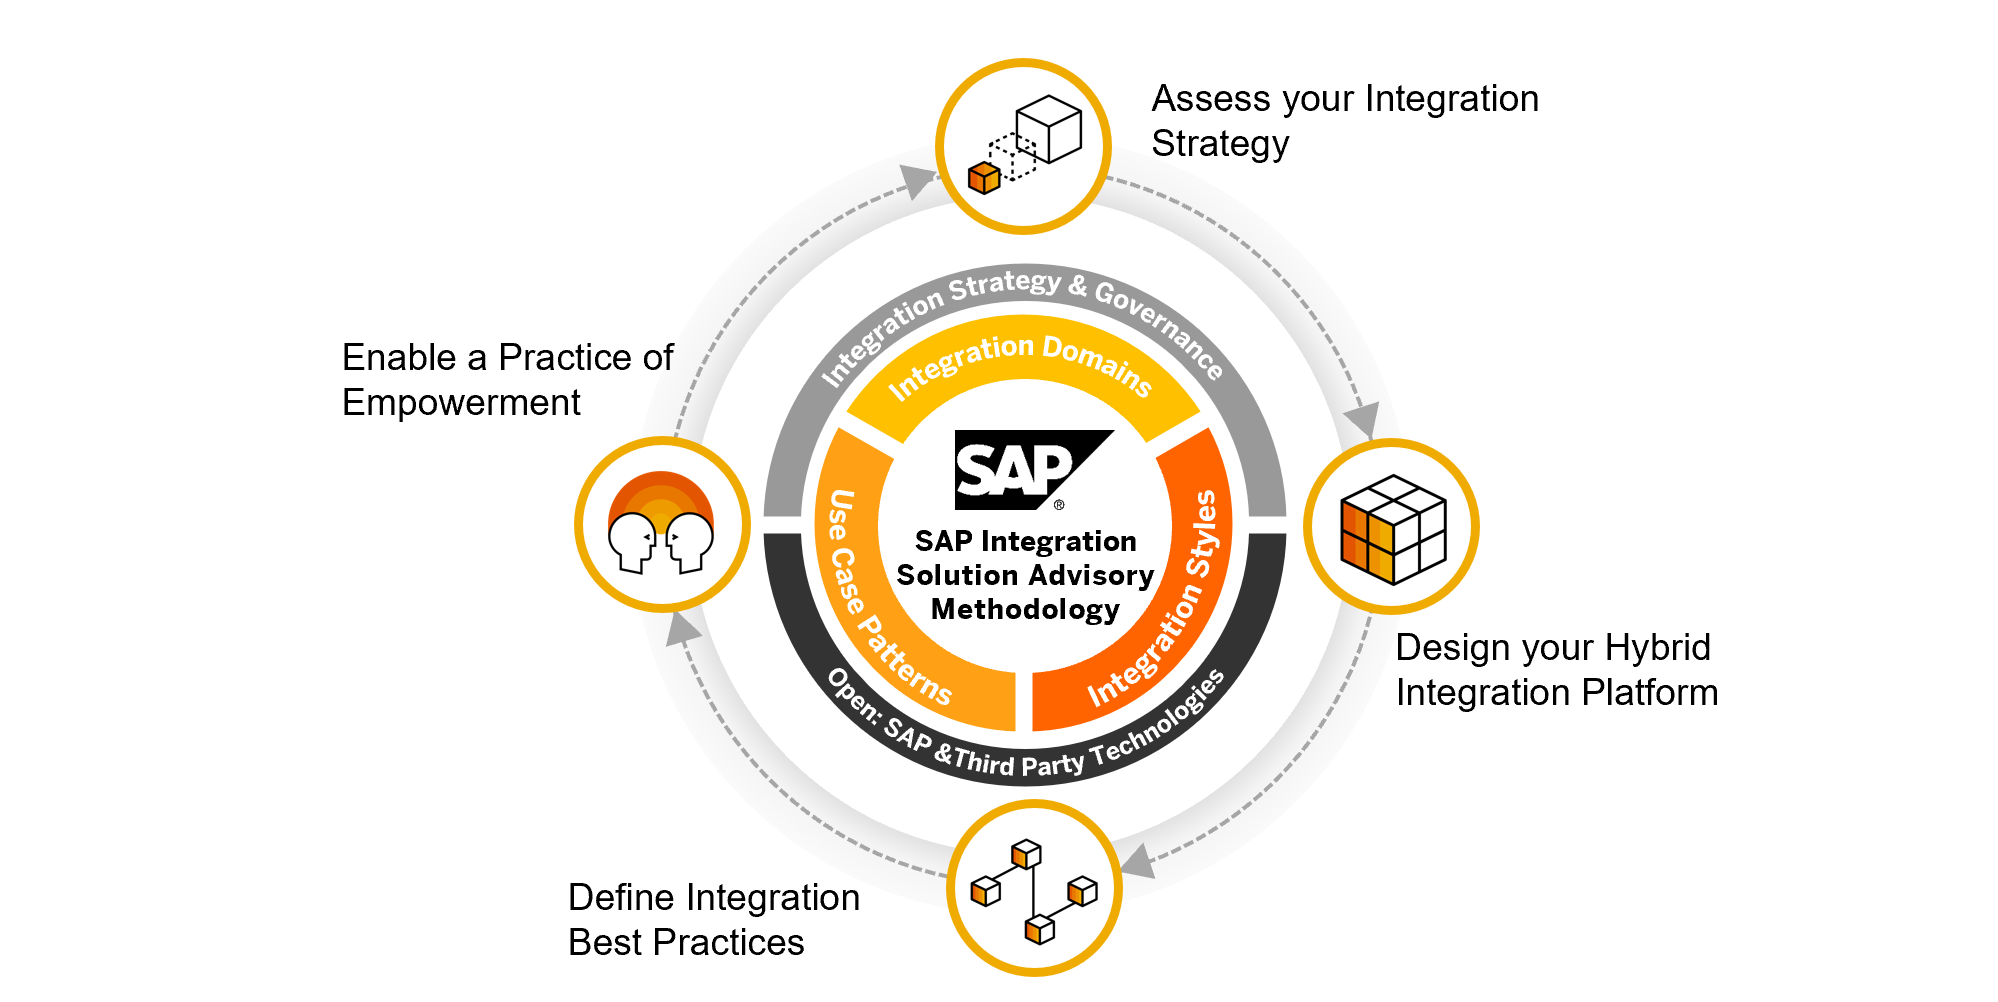 Assess your Integration
Strategy
Integration Strategy & Governance
Integration Domains
Enable a Practice of
Empowerment
SAP
®
SAP Integration
Solution Advisory
Methodology
Use Case Patterns
Integration Styles
Design your Hybrid
Integration Platform
Open: SAP &Third Party Technologies
Define Integration
Best Practices